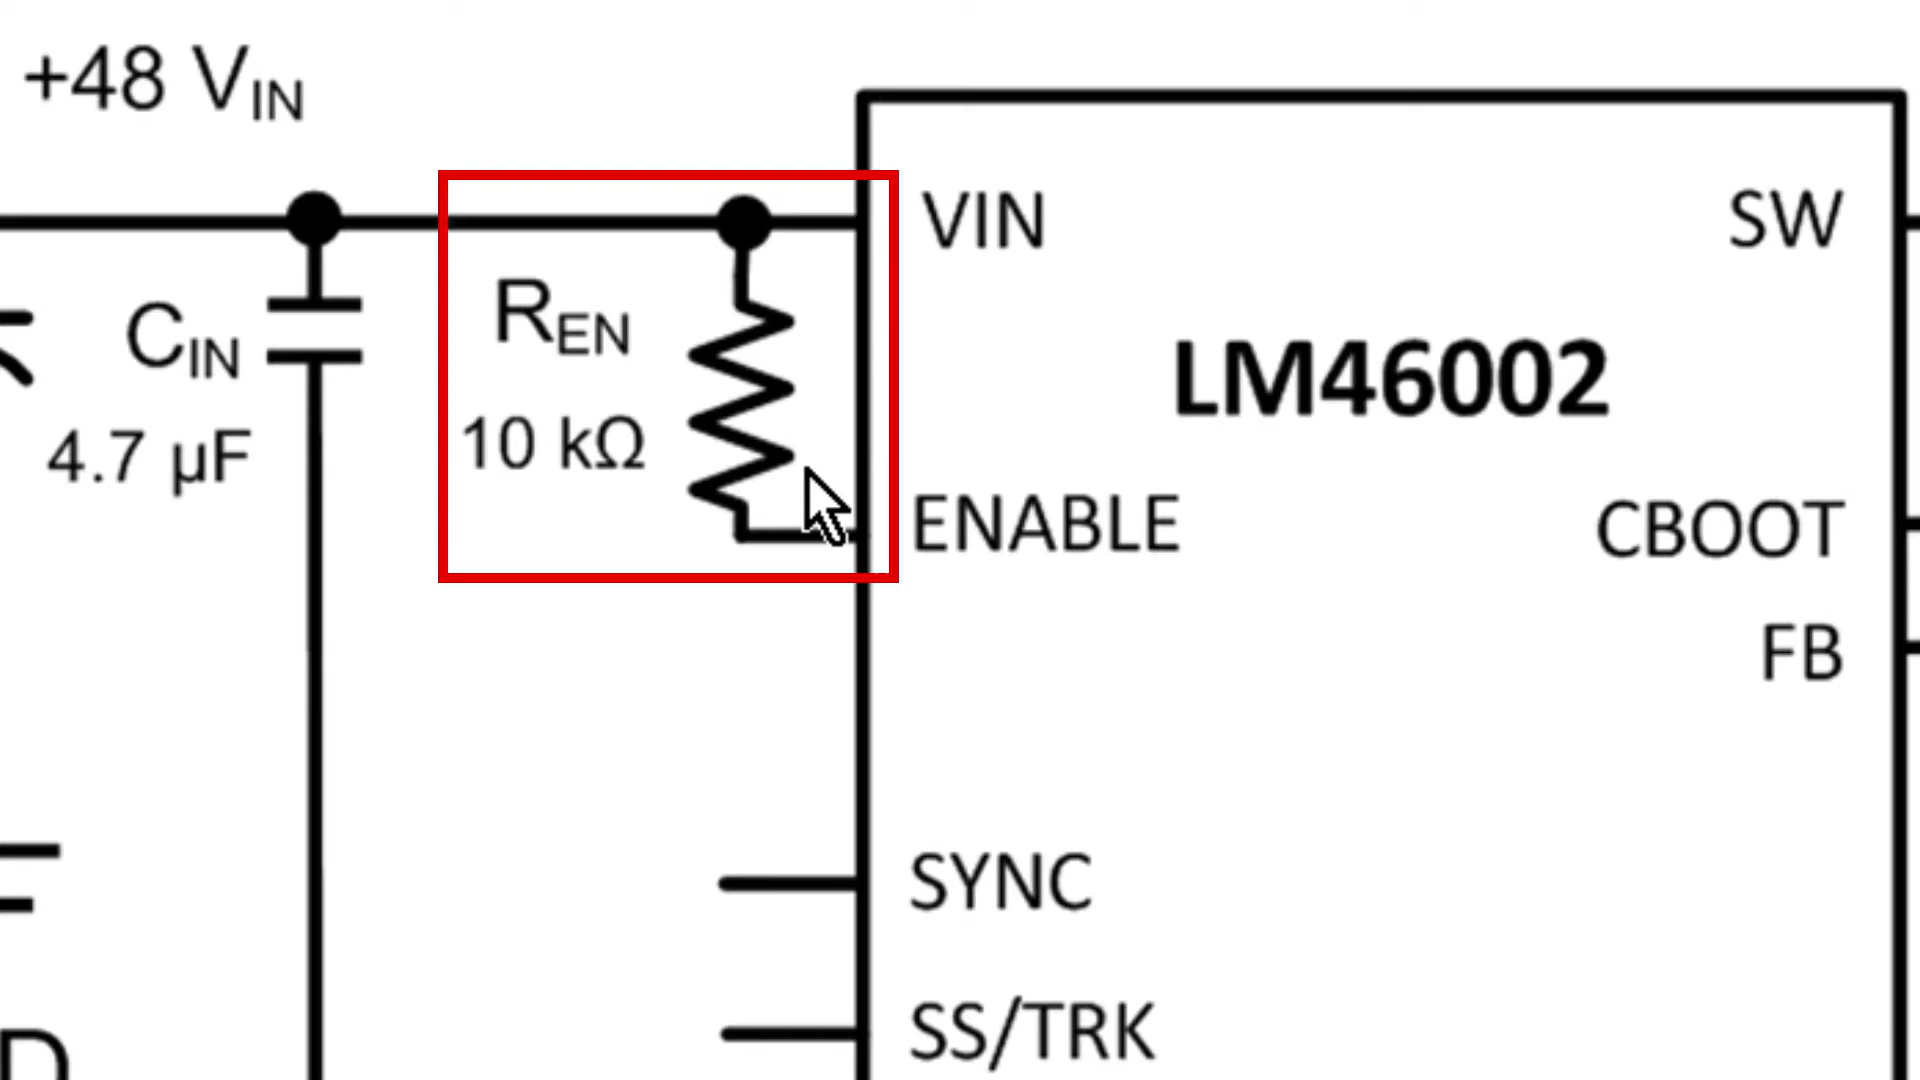 +48 VIN
VIN
SW
REN
CIN
10 kΩ
LM46002
4.7 µF
ENABLE
CBOOT
FB
SYNC
SS/TRK